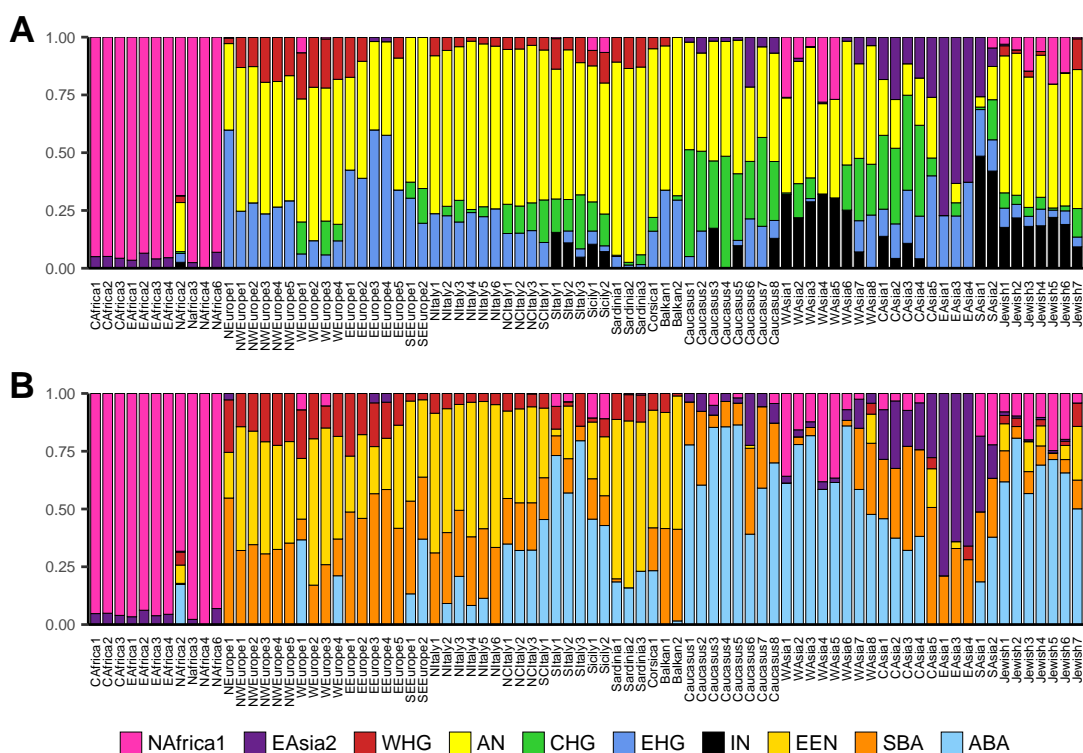 A
1.00
0.75
0.50
0.25
0.00
CAfrica1 CAfrica2 CAfrica3 EAfrica1 EAfrica2 EAfrica3 EAfrica4 NAfrica2 Nafrica3 NAfrica4 NAfrica6 NEurope1 NWEurope1 NWEurope2 NWEurope3 NWEurope4 NWEurope5 WEurope1 WEurope2 WEurope3 WEurope4 EEurope1 EEurope2 EEurope3 EEurope4 EEurope5 SEEurope1 SEEurope2 NItaly1 NItaly2 NItaly3 NItaly4 NItaly5 NItaly6 NCItaly1 NCItaly2 NCItaly3 SCItaly1 SItaly1 SItaly2 SItaly3 Sicily1 Sicily2 Sardinia1 Sardinia2 Sardinia3 Corsica1 Balkan1 Balkan2 Caucasus1 Caucasus2 Caucasus3 Caucasus4 Caucasus5 Caucasus6 Caucasus7 Caucasus8 WAsia1 WAsia2 WAsia3 WAsia4 WAsia5 WAsia6 WAsia7 WAsia8 CAsia1 CAsia2 CAsia3 CAsia4 CAsia5 EAsia1 EAsia3 EAsia4 SAsia1 SAsia2 Jewish1 Jewish2 Jewish3 Jewish4 Jewish5 Jewish6 Jewish7
B
1.00
0.75
0.50
0.25
0.00
CAfrica1 CAfrica2 CAfrica3 EAfrica1 EAfrica2 EAfrica3 EAfrica4 NAfrica2 Nafrica3 NAfrica4 NAfrica6 NEurope1 NWEurope1 NWEurope2 NWEurope3 NWEurope4 NWEurope5 WEurope1 WEurope2 WEurope3 WEurope4 EEurope1 EEurope2 EEurope3 EEurope4 EEurope5 SEEurope1 SEEurope2 NItaly1 NItaly2 NItaly3 NItaly4 NItaly5 NItaly6 NCItaly1 NCItaly2 NCItaly3 SCItaly1 SItaly1 SItaly2 SItaly3 Sicily1 Sicily2 Sardinia1 Sardinia2 Sardinia3 Corsica1 Balkan1 Balkan2 Caucasus1 Caucasus2 Caucasus3 Caucasus4 Caucasus5 Caucasus6 Caucasus7 Caucasus8 WAsia1 WAsia2 WAsia3 WAsia4 WAsia5 WAsia6 WAsia7 WAsia8 CAsia1 CAsia2 CAsia3 CAsia4 CAsia5 EAsia1 EAsia3 EAsia4 SAsia1 SAsia2 Jewish1 Jewish2 Jewish3 Jewish4 Jewish5 Jewish6 Jewish7
NAfrica1 EAsia2 WHG AN CHG EHG IN EEN SBA ABA